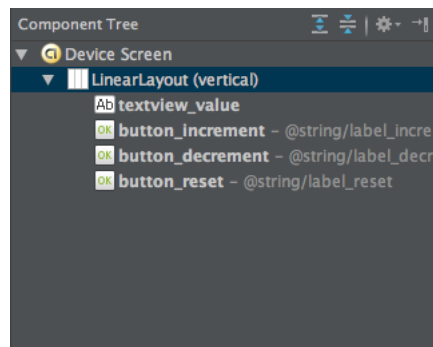 Component Tree
Device Screen
LinearLayout (vertical)
Ab textview_value
OK button_increment – @string/label_incre
OK button_decrement – @string/label_decr
OK button_reset – @string/label_reset